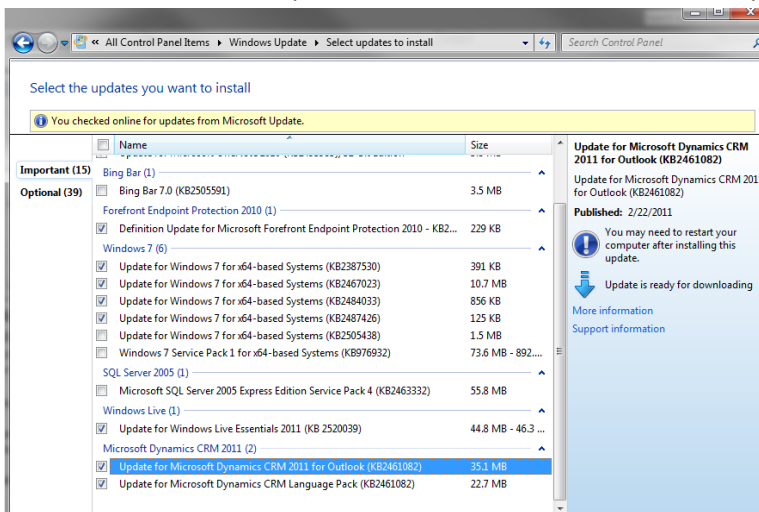 « All Control Panel Items ▸ Windows Update ▸ Select updates to install
Search Control Panel
Select the updates you want to install
You checked online for updates from Microsoft Update.
Name Size
Important (15)
Optional (39)
Bing Bar (1)
Bing Bar 7.0 (KB2505591) 3.5 MB
Forefront Endpoint Protection 2010 (1)
Definition Update for Microsoft Forefront Endpoint Protection 2010 - KB2... 229 KB
Windows 7 (6)
Update for Windows 7 for x64-based Systems (KB2387530) 391 KB
Update for Windows 7 for x64-based Systems (KB2467023) 10.7 MB
Update for Windows 7 for x64-based Systems (KB2484033) 856 KB
Update for Windows 7 for x64-based Systems (KB2487426) 125 KB
Update for Windows 7 for x64-based Systems (KB2505438) 1.5 MB
Windows 7 Service Pack 1 for x64-based Systems (KB976932) 73.6 MB - 892....
SQL Server 2005 (1)
Microsoft SQL Server 2005 Express Edition Service Pack 4 (KB2463332) 55.8 MB
Windows Live (1)
Update for Windows Live Essentials 2011 (KB 2520039) 44.8 MB - 46.3 ...
Microsoft Dynamics CRM 2011 (2)
Update for Microsoft Dynamics CRM 2011 for Outlook (KB2461082) 35.1 MB
Update for Microsoft Dynamics CRM Language Pack (KB2461082) 22.7 MB
Update for Microsoft Dynamics CRM
2011 for Outlook (KB2461082)
Update for Microsoft Dynamics CRM 201
for Outlook (KB2461082)
Published: 2/22/2011
You may need to restart your
computer after installing this
update.
Update is ready for downloading
More information
Support information